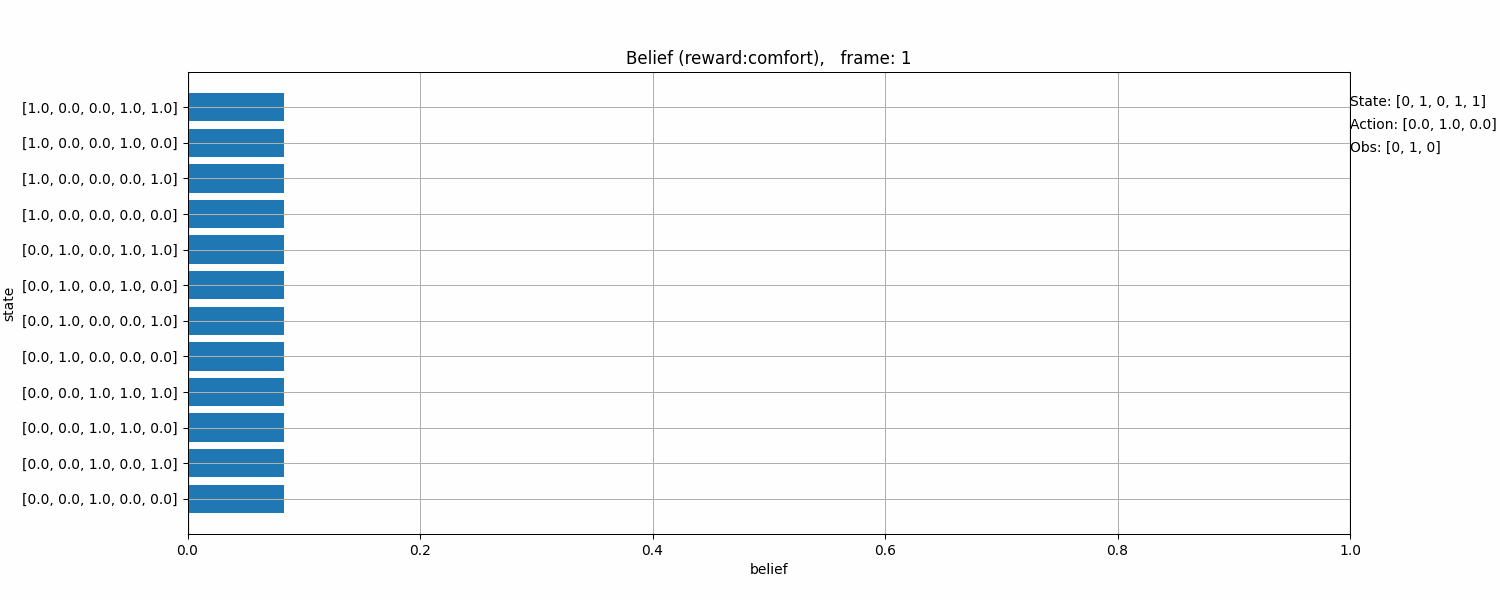 Belief (reward:comfort),   frame: 1
[1.0, 0.0, 0.0, 1.0, 1.0]
[1.0, 0.0, 0.0, 1.0, 0.0]
[1.0, 0.0, 0.0, 0.0, 1.0]
[1.0, 0.0, 0.0, 0.0, 0.0]
[0.0, 1.0, 0.0, 1.0, 1.0]
[0.0, 1.0, 0.0, 1.0, 0.0]
[0.0, 1.0, 0.0, 0.0, 1.0]
[0.0, 1.0, 0.0, 0.0, 0.0]
[0.0, 0.0, 1.0, 1.0, 1.0]
[0.0, 0.0, 1.0, 1.0, 0.0]
[0.0, 0.0, 1.0, 0.0, 1.0]
[0.0, 0.0, 1.0, 0.0, 0.0]
state
State: [0, 1, 0, 1, 1]
Action: [0.0, 1.0, 0.0]
Obs: [0, 1, 0]
0.0 0.2 0.4 0.6 0.8 1.0
belief